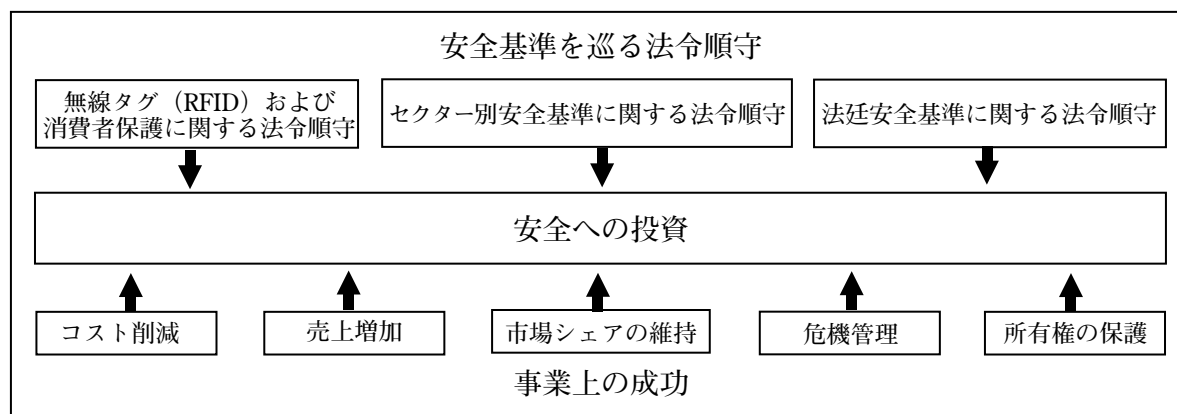 安全基準を巡る法令順守
無線タグ（RFID）および
消費者保護に関する法令順守
セクター別安全基準に関する法令順守
法廷安全基準に関する法令順守
安全への投資
コスト削減
売上増加
市場シェアの維持
危機管理
所有権の保護
事業上の成功